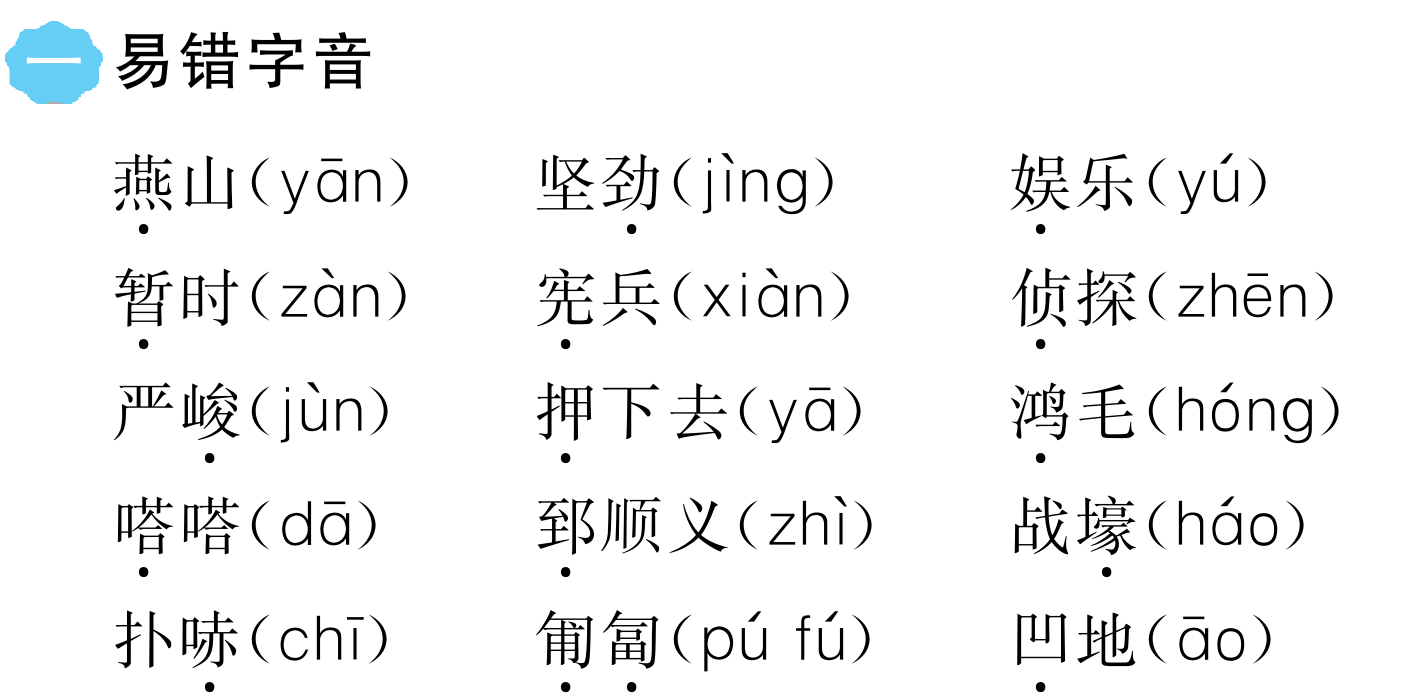 一 易错字音
燕山(yān) 坚劲(jìng) 娱乐(yú)
暂时(zàn) 宪兵(xiàn) 侦探(zhēn)
严峻(jùn) 押下去(yā) 鸿毛(hóng)
嗒嗒(dā) 郅顺义(zhì) 战壕(háo)
扑哧(chī) 匍匐(pú fú) 凹地(āo)